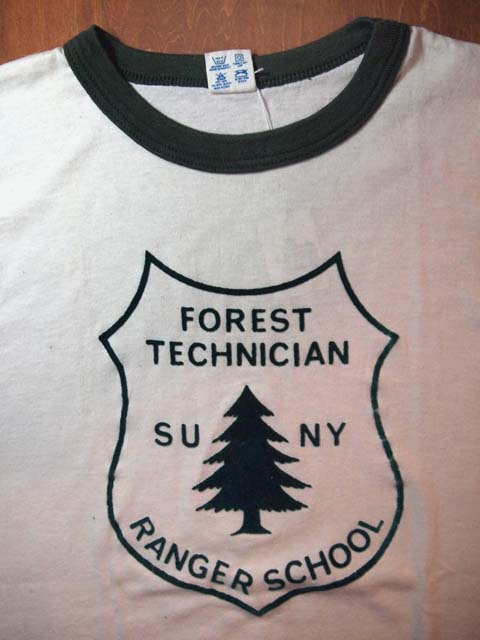 FOREST
TECHNICIAN
SU NY
RANGER SCHOOL